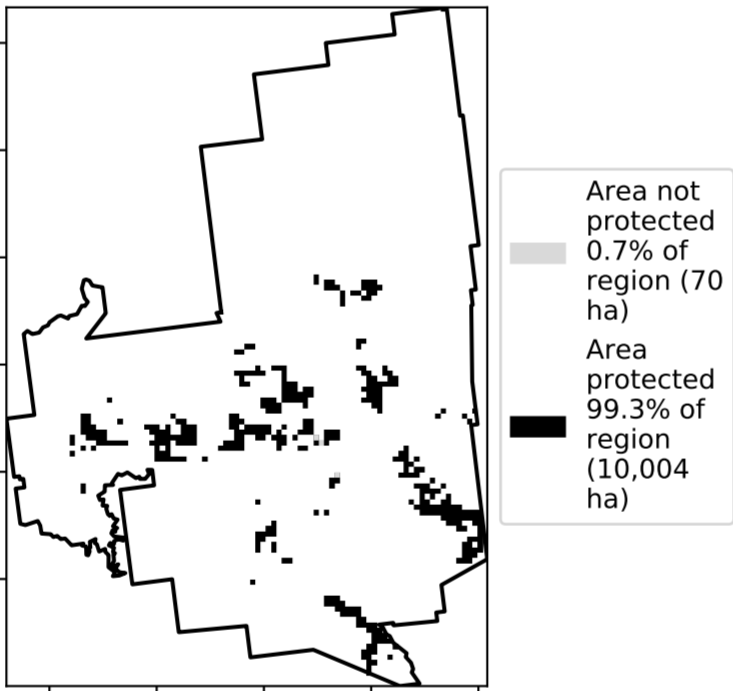 Area not
protected
0.7% of
region (70
ha)
Area
protected
99.3% of
region
(10,004
ha)